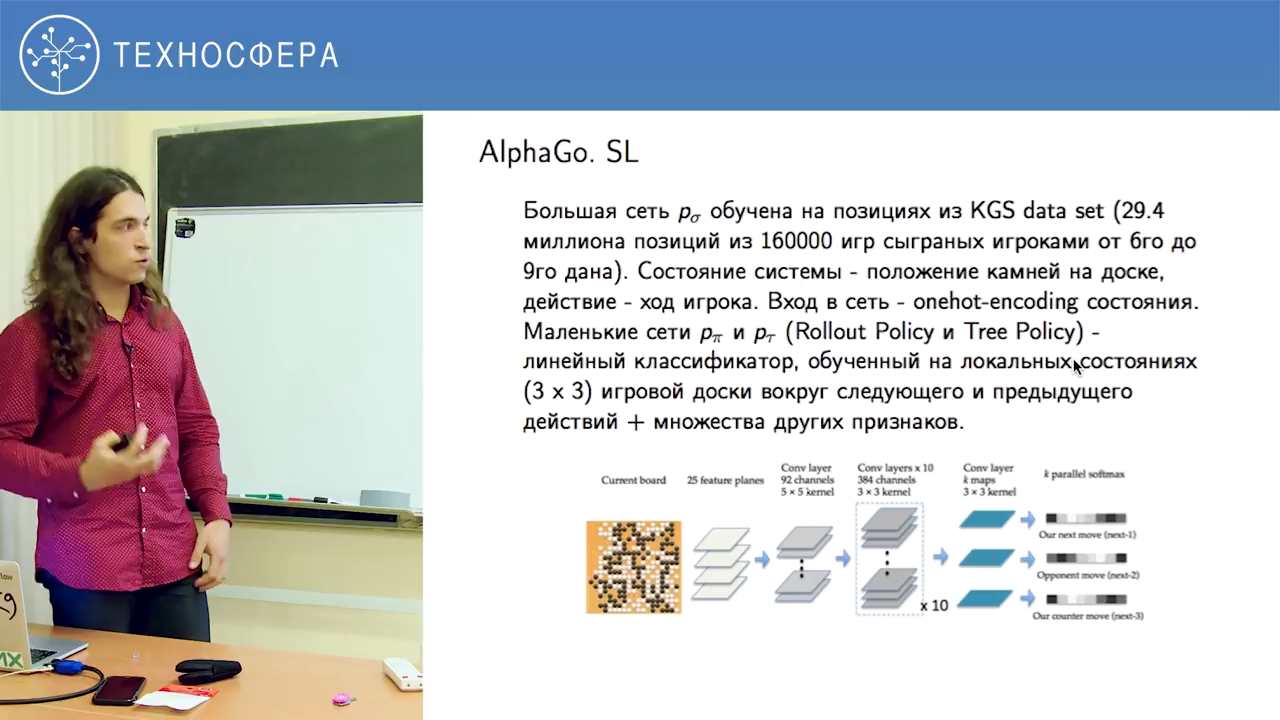 ТЕХНОСФЕРА
AlphaGo. SL
Большая сеть pσ обучена на позициях из KGS data set (29.4
миллиона позиций из 160000 игр сыграных игроками от 6го до
9го дана). Состояние системы - положение камней на доске,
действие - ход игрока. Вход в сеть - onehot-encoding состояния.
Маленькие сети pπ и pτ (Rollout Policy и Tree Policy) -
линейный классификатор, обученный на локальных состояниях
(3 x 3) игровой доски вокруг следующего и предыдущего
действий + множества других признаков.
Current board
25 feature planes
Conv layer
92 channels
5 × 5 kernel
Conv layers x 10
384 channels
3 × 3 kernel
x 10
Conv layer
k maps
3 × 3 kernel
k parallel softmax
Our next move (next-1)
Opponent move (next-2)
Our counter move (next-3)
flow
MX